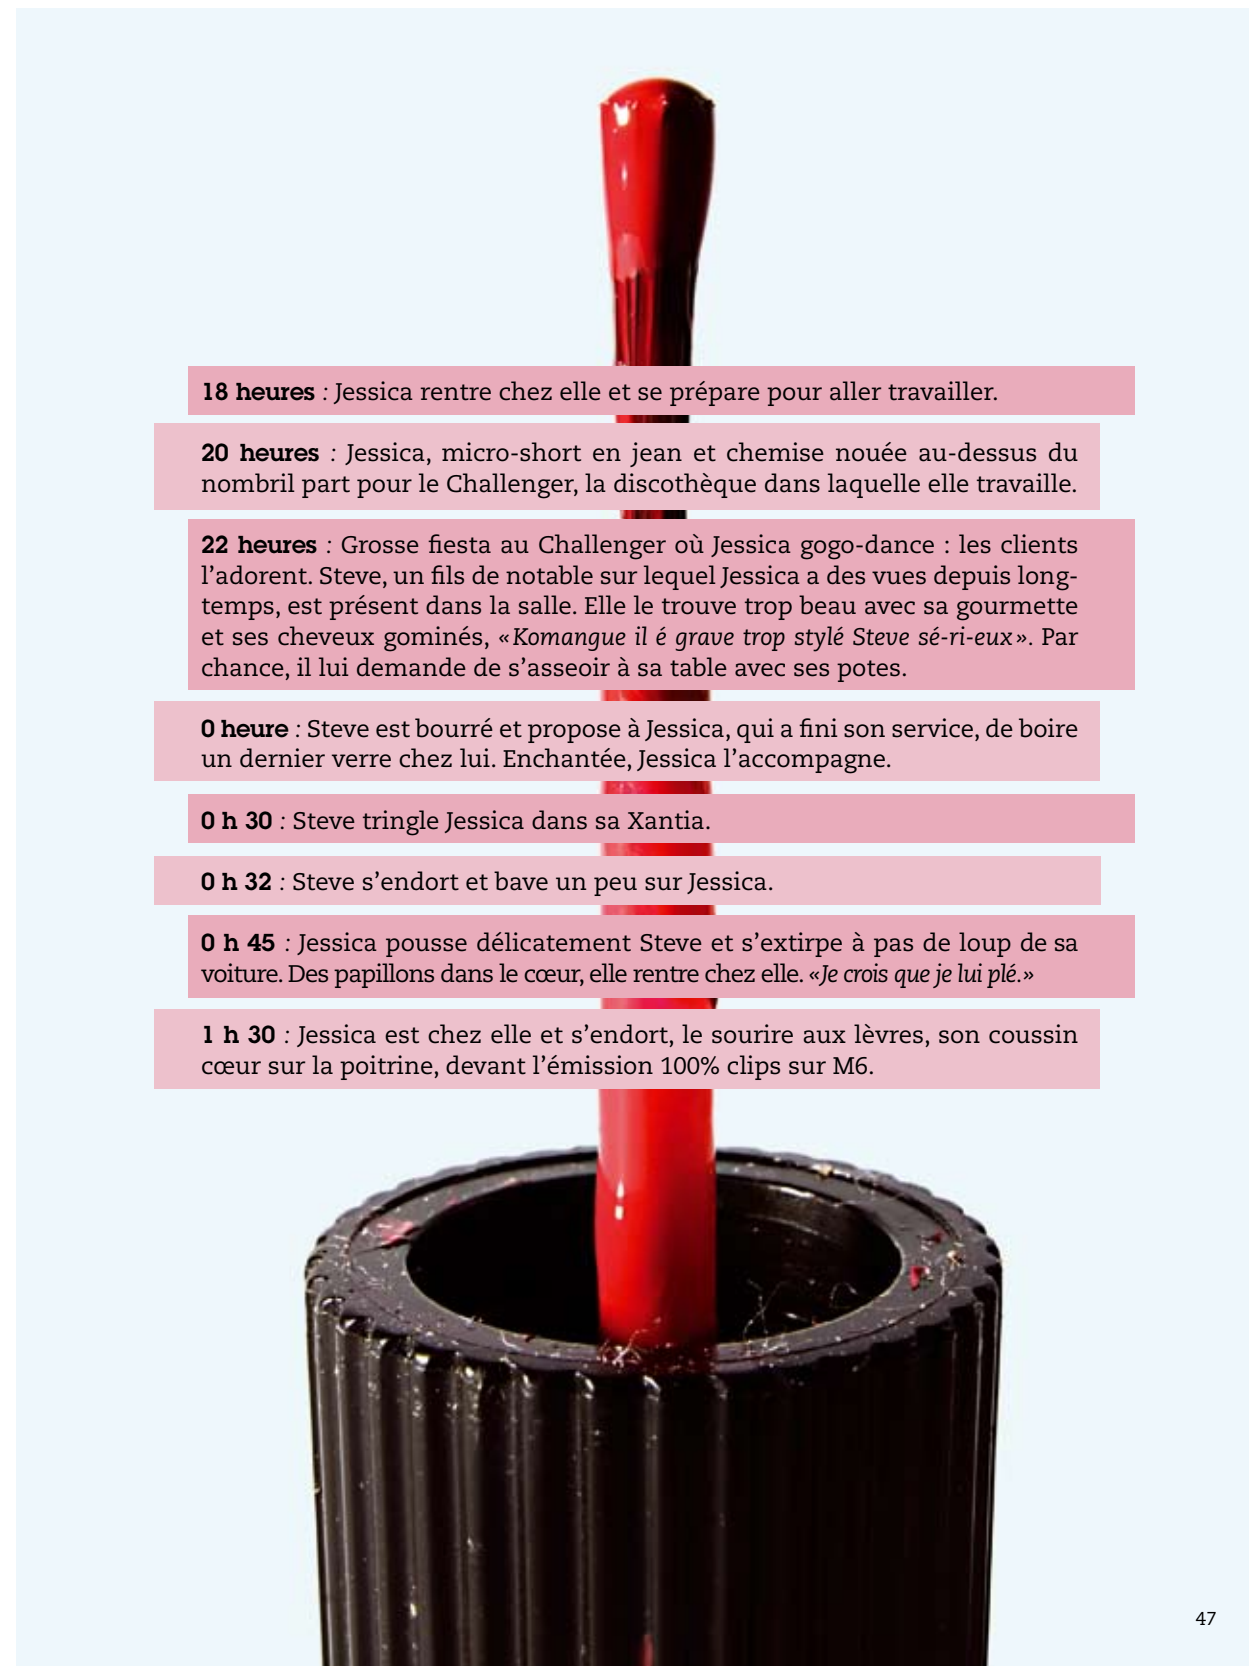 18 heures : Jessica rentre chez elle et se prépare pour aller travailler.
20 heures : Jessica, micro-short en jean et chemise nouée au-dessus du
nombril part pour le Challenger, la discothèque dans laquelle elle travaille.
22 heures : Grosse fiesta au Challenger où Jessica gogo-dance : les clients
l’adorent. Steve, un fils de notable sur lequel Jessica a des vues depuis long-
temps, est présent dans la salle. Elle le trouve trop beau avec sa gourmette
et ses cheveux gominés, «Komangue il é grave trop stylé Steve sé-ri-eux». Par
chance, il lui demande de s’asseoir à sa table avec ses potes.
0 heure : Steve est bourré et propose à Jessica, qui a fini son service, de boire
un dernier verre chez lui. Enchantée, Jessica l’accompagne.
0 h 30 : Steve tringle Jessica dans sa Xantia.
0 h 32 : Steve s’endort et bave un peu sur Jessica.
0 h 45 : Jessica pousse délicatement Steve et s’extirpe à pas de loup de sa
voiture. Des papillons dans le cœur, elle rentre chez elle. «Je crois que je lui plé.»
1 h 30 : Jessica est chez elle et s’endort, le sourire aux lèvres, son coussin
cœur sur la poitrine, devant l’émission 100% clips sur M6.
47